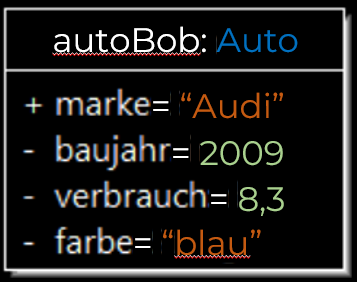 autoBob: Auto
+ marke= “Audi”
- baujahr= 2009
- verbrauch= 8,3
- farbe= “blau”